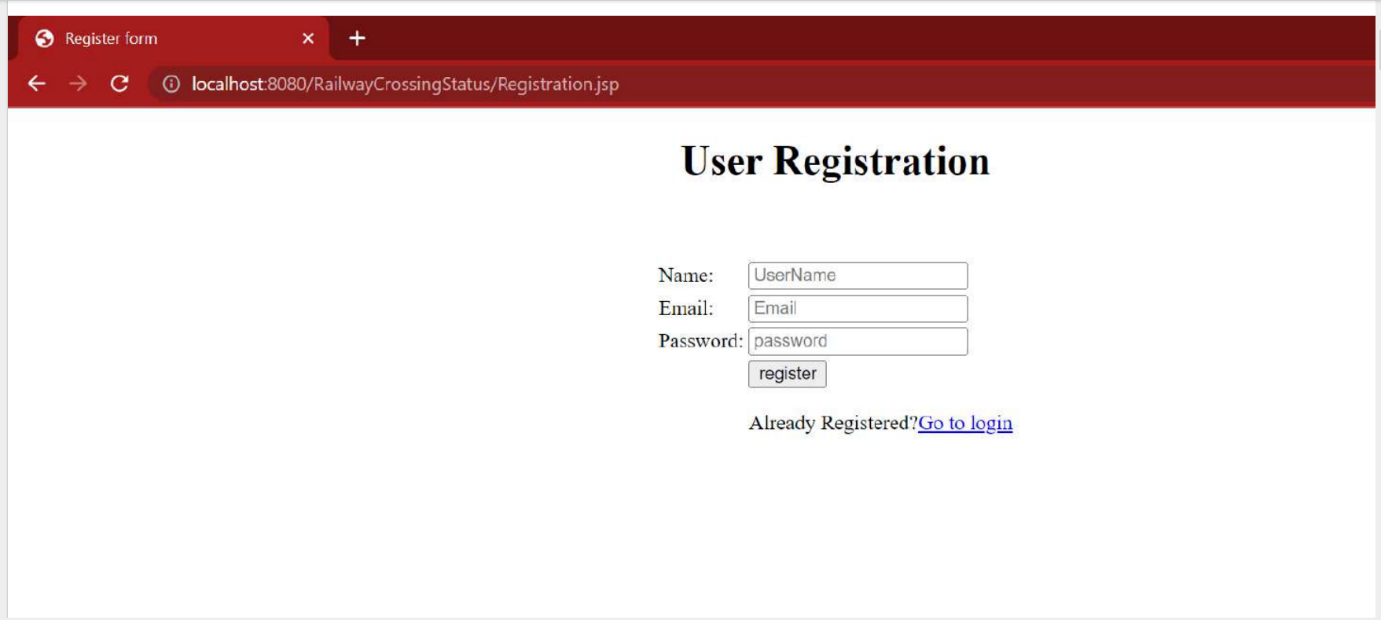 Register form
localhost:8080/RailwayCrossingStatus/Registration.jsp
User Registration
Name: UserName
Email: Email
Password: password
register
Already Registered?Go to login